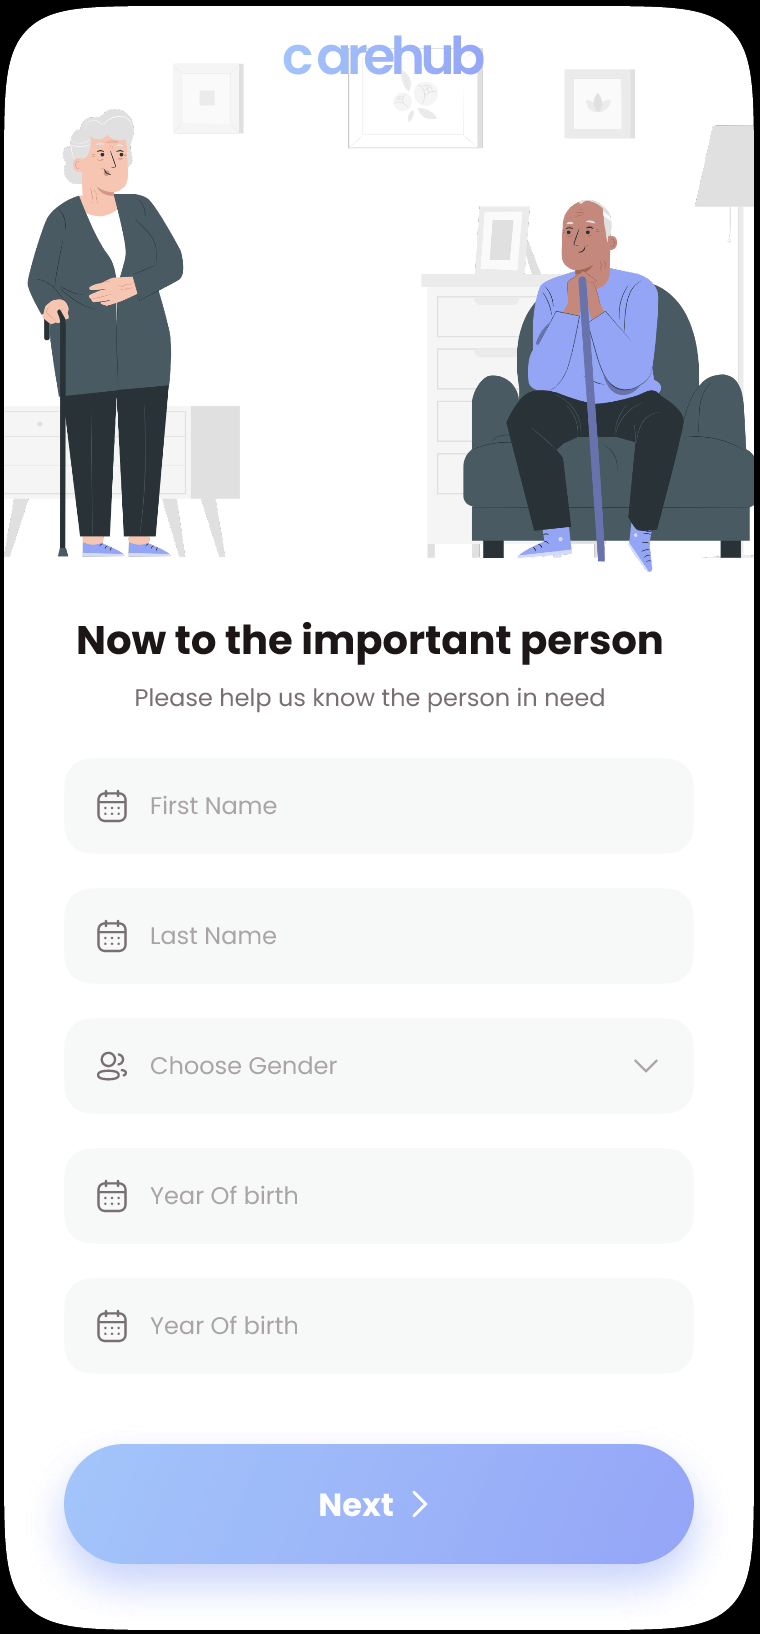 carehub
Now to the important person
Please help us know the person in need
First Name
Last Name
Choose Gender
Year Of birth
Year Of birth
Next